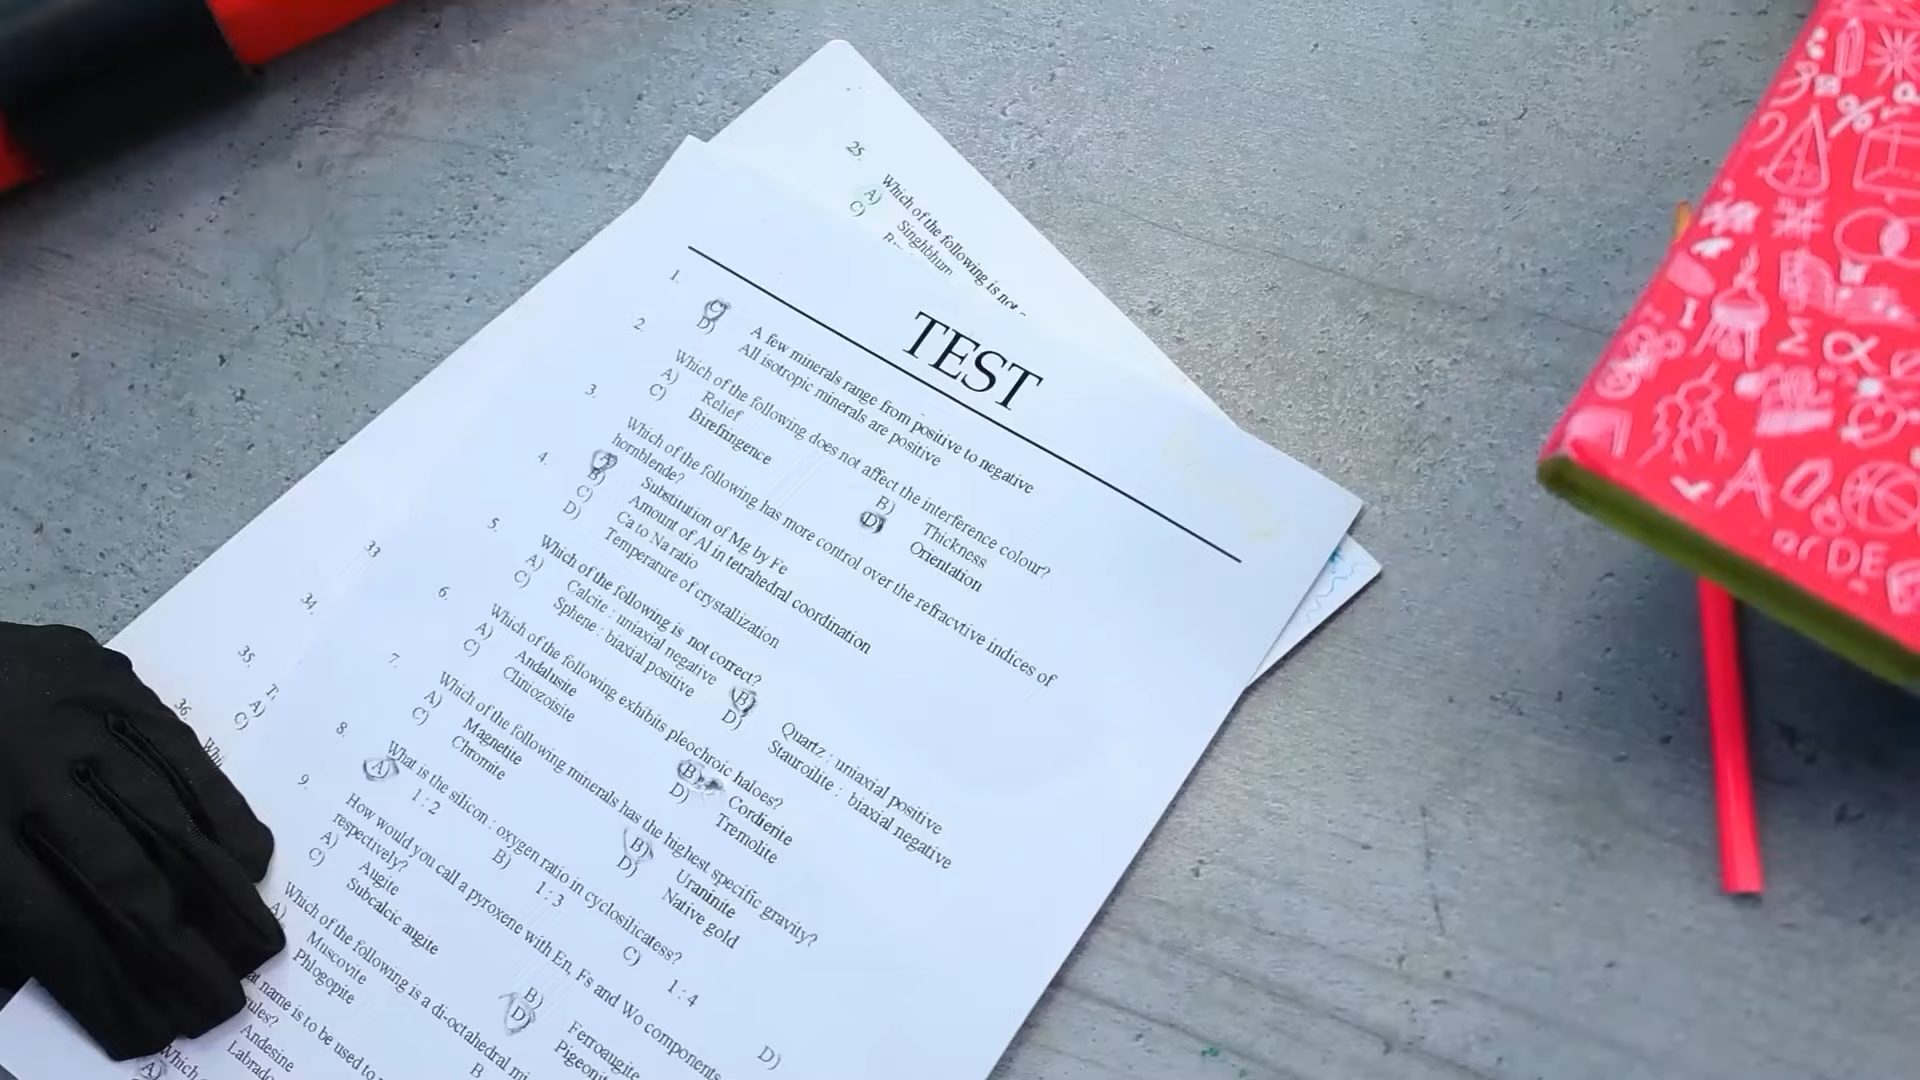 25.
Which of the following is not
A)
Singhbhum
C)
TEST
1.
C)
A few minerals range from positive to negative
D)
All isotropic minerals are positive
2.
Which of the following does not affect the interference colour?
A) Relief B) Thickness
C) Birefringence D) Orientation
3.
Which of the following has more control over the refracvtive indices of
hornblende?
A) Substitution of Mg by Fe
B) Amount of Al in tetrahedral coordination
C) Ca to Na ratio
D) Temperature of crystallization
4.
Which of the following is not correct?
A) Calcite : uniaxial negative B) Quartz : uniaxial positive
C) Sphene : biaxial positive D) Stauroilite : biaxial negative
5.
Which of the following exhibits pleochroic haloes?
A) Andalusite B) Cordierite
C) Cliniozoisite D) Tremolite
6.
Which of the following minerals has the highest specific gravity?
A) Magnetite B) Uraninite
C) Chromite D) Native gold
7.
What is the silicon : oxygen ratio in cyclosilicatess?
A) 1 : 2 B) 1 : 3 C) 1 : 4 D)
8.
How would you call a pyroxene with En, Fs and Wo components
respectively?
A) Augite B) Ferroaugite
C) Subcalcic augite D)
9.
Which of the following is a di-octahedral
A) Muscovite B
Phlogopite
name is to be used to
Andesine
A)
33
34.
35.
A)
C)
36.
% Σ α
A
or DE